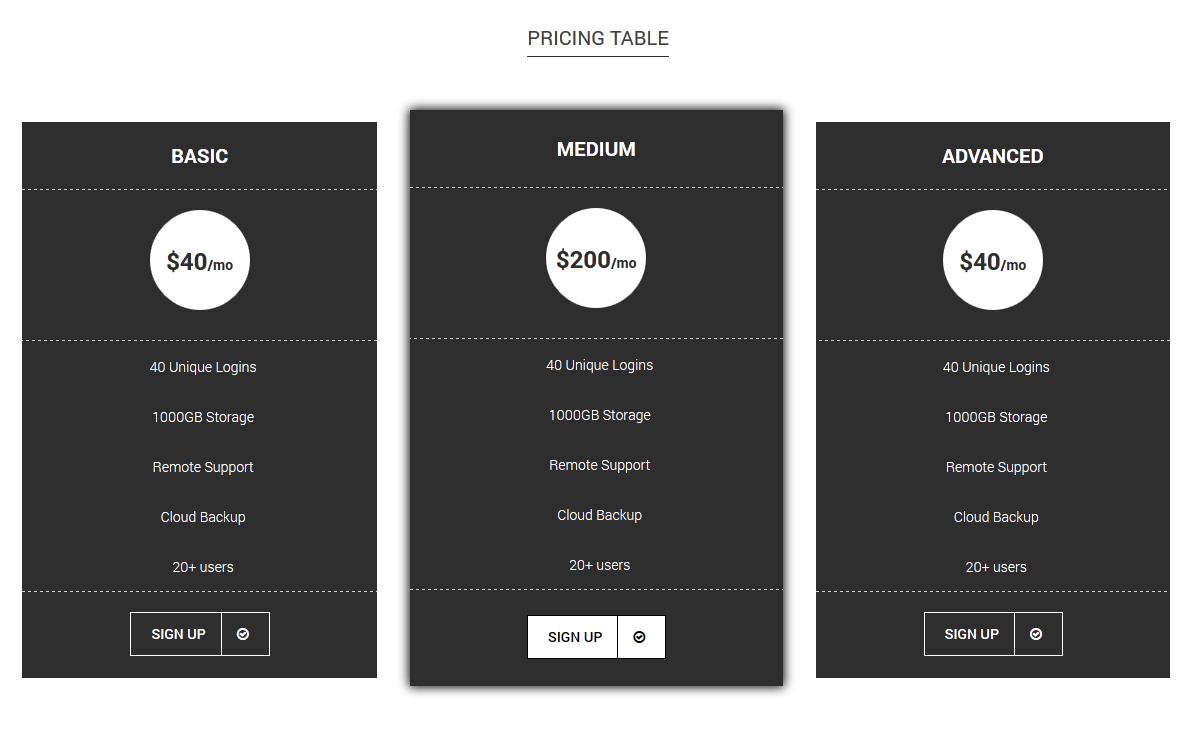 PRICING TABLE
BASIC
$40/mo
40 Unique Logins
1000GB Storage
Remote Support
Cloud Backup
20+ users
SIGN UP
MEDIUM
$200/mo
40 Unique Logins
1000GB Storage
Remote Support
Cloud Backup
20+ users
SIGN UP
ADVANCED
$40/mo
40 Unique Logins
1000GB Storage
Remote Support
Cloud Backup
20+ users
SIGN UP